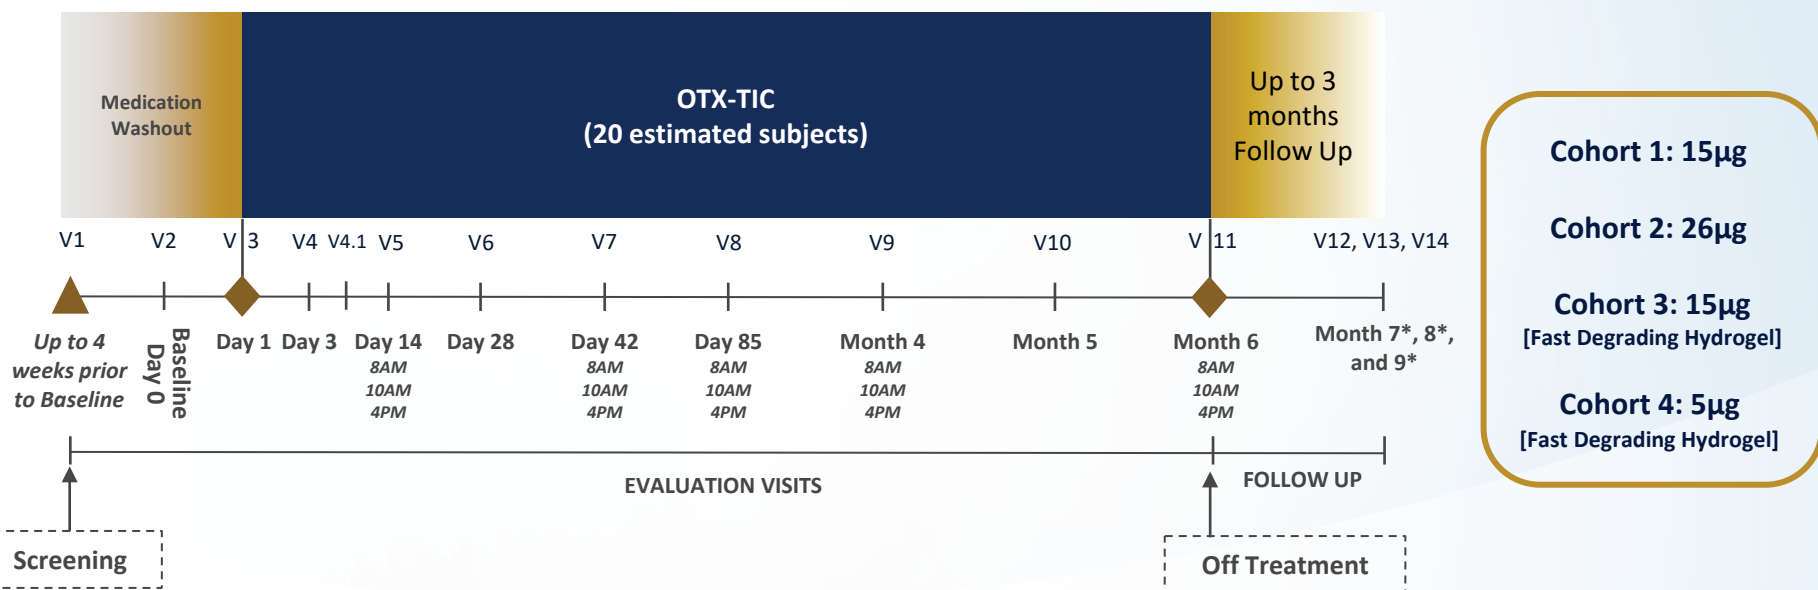 Medication
Washout
OTX-TIC
(20 estimated subjects)
Up to 3
months
Follow Up
V1 V2 V 3 V4 V4.1 V5 V6 V7 V8 V9 V10 V 11 V12, V13, V14
Up to 4
weeks prior
to Baseline
Baseline
Day 0
Day 1
Day 3
Day 14
8AM
10AM
4PM
Day 28
Day 42
8AM
10AM
4PM
Day 85
8AM
10AM
4PM
Month 4
8AM
10AM
4PM
Month 5
Month 6
8AM
10AM
4PM
Month 7*, 8*,
and 9*
EVALUATION VISITS
FOLLOW UP
Screening
Off Treatment
Cohort 1: 15µg
Cohort 2: 26µg
Cohort 3: 15µg
[Fast Degrading Hydrogel]
Cohort 4: 5µg
[Fast Degrading Hydrogel]